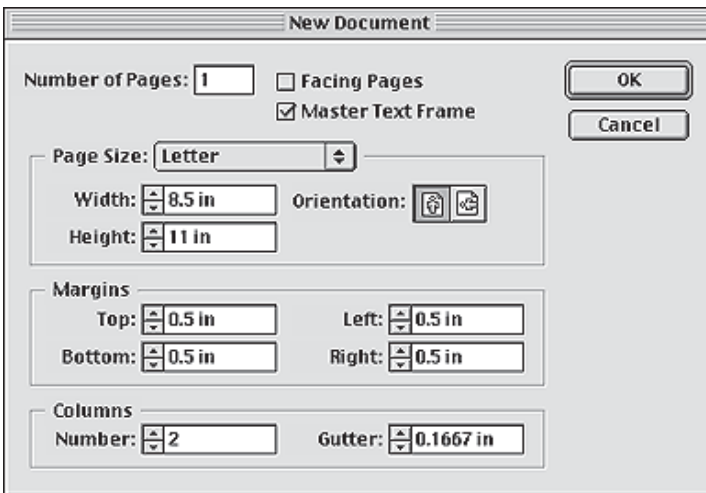 New Document
Number of Pages: 1
Facing Pages
OK
Master Text Frame
Cancel
Page Size: Letter
Width: 8.5 in
Orientation:
Height: 11 in
Margins
Top: 0.5 in Left: 0.5 in
Bottom: 0.5 in Right: 0.5 in
Columns
Number: 2 Gutter: 0.1667 in